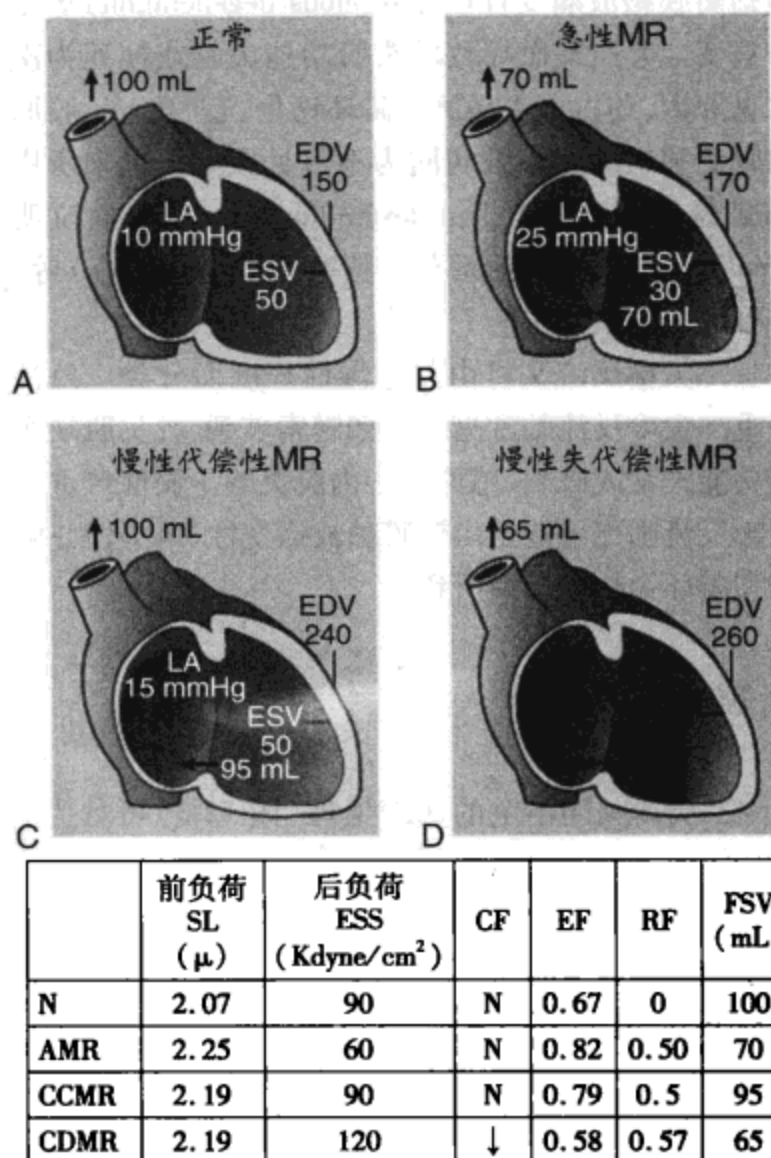 正常
↑100 mL
EDV
150
LA
10 mmHg
ESV
50
A
急性MR
↑70 mL
EDV
170
LA
25 mmHg
ESV
30
70 mL
B
慢性代偿性MR
↑100 mL
EDV
240
LA
15 mmHg
ESV
50
95 mL
C
慢性失代偿性MR
↑65 mL
EDV
260
D
前负荷 SL (μ) 后负荷 ESS (Kdyne/cm²) CF EF RF FSV (mL
N 2.07 90 N 0.67 0 100
AMR 2.25 60 N 0.82 0.50 70
CCMR 2.19 90 N 0.79 0.5 95
CDMR 2.19 120 ↓ 0.58 0.57 65